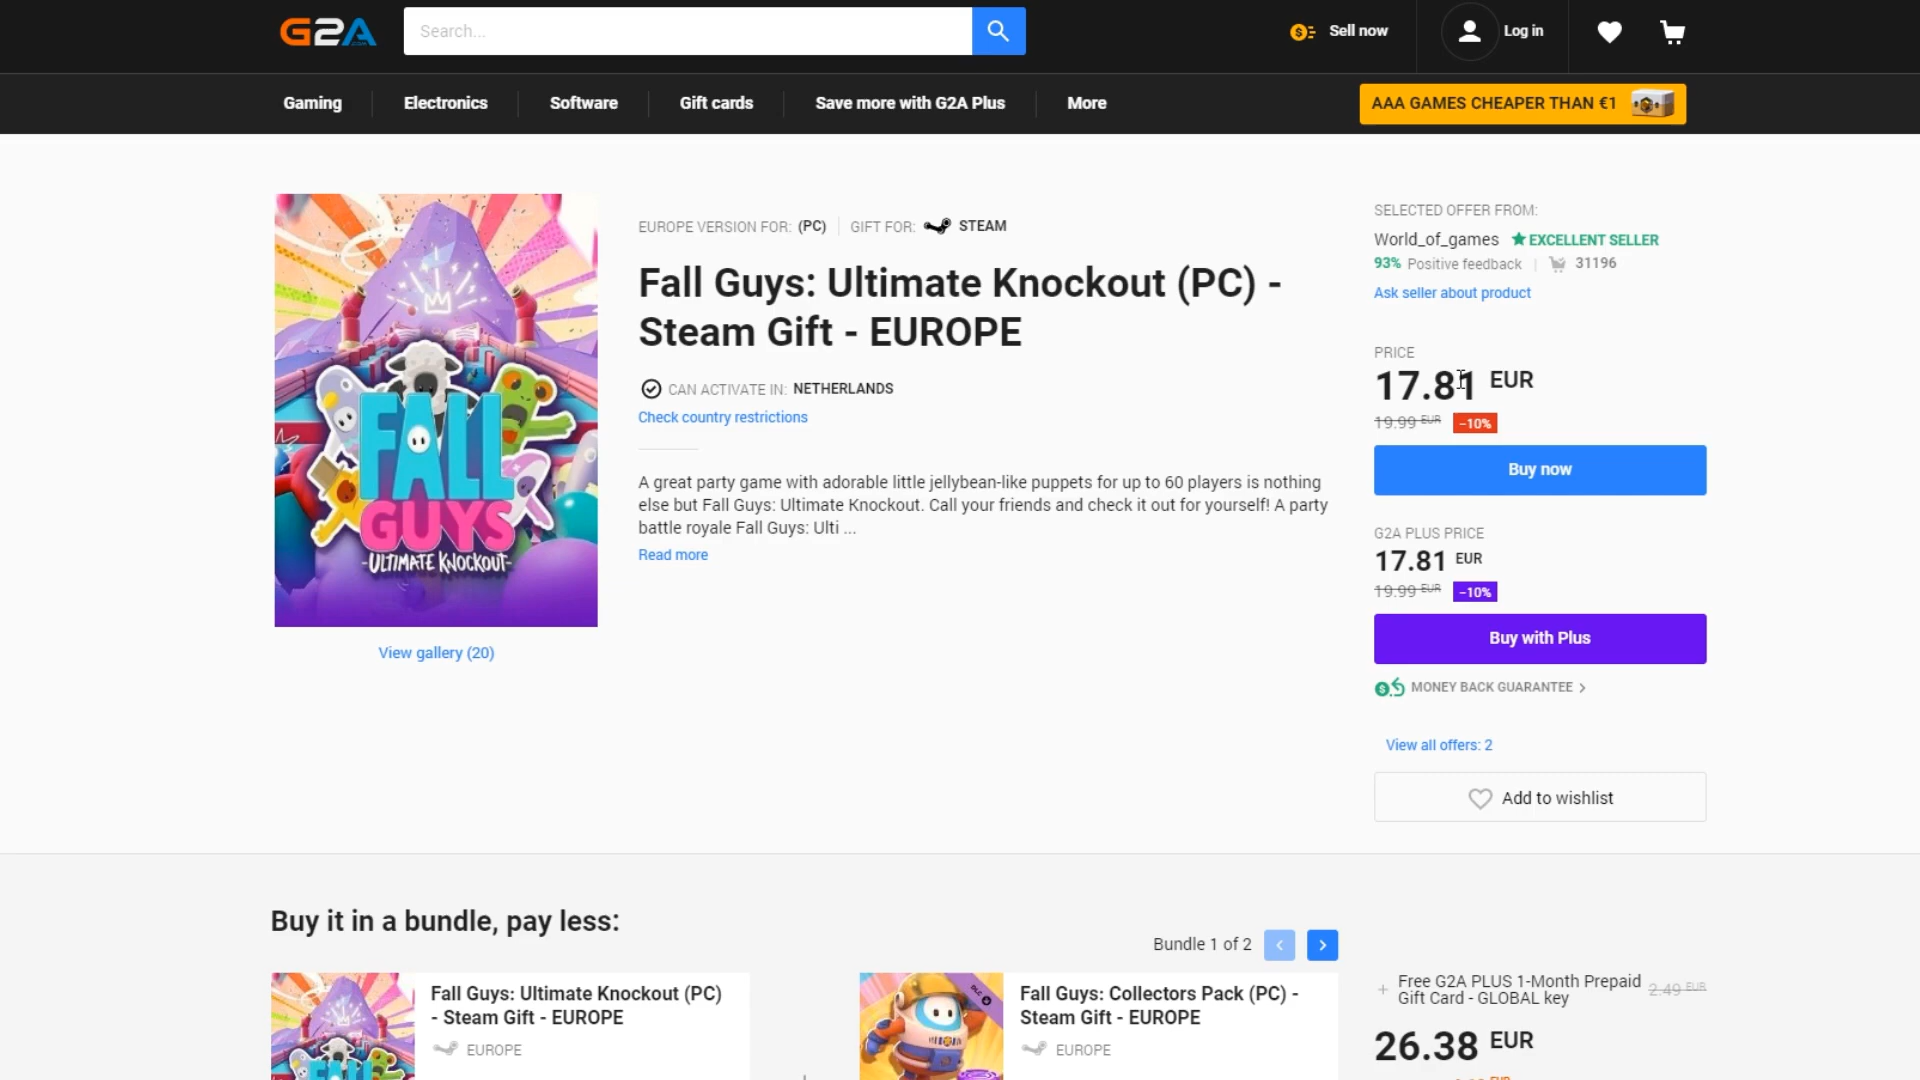 G2A.COM
Search...
Sell now
Log in
Gaming
Electronics
Software
Gift cards
Save more with G2A Plus
More
AAA GAMES CHEAPER THAN €1
FALL
GUYS
-ULTIMATE KNOCKOUT-
View gallery (20)
EUROPE VERSION FOR: (PC) GIFT FOR: STEAM
Fall Guys: Ultimate Knockout (PC) -
Steam Gift - EUROPE
CAN ACTIVATE IN: NETHERLANDS
Check country restrictions
A great party game with adorable little jellybean-like puppets for up to 60 players is nothing
else but Fall Guys: Ultimate Knockout. Call your friends and check it out for yourself! A party
battle royale Fall Guys: Ulti ...
Read more
SELECTED OFFER FROM:
World_of_games EXCELLENT SELLER
93% Positive feedback | 31196
Ask seller about product
PRICE
17.81 EUR
19.99 EUR -10%
Buy now
G2A PLUS PRICE
17.81 EUR
19.99 EUR -10%
Buy with Plus
MONEY BACK GUARANTEE
View all offers: 2
Add to wishlist
Buy it in a bundle, pay less:
Bundle 1 of 2
Fall Guys: Ultimate Knockout (PC)
- Steam Gift - EUROPE
EUROPE
DLC
Fall Guys: Collectors Pack (PC) -
Steam Gift - EUROPE
EUROPE
+ Free G2A PLUS 1-Month Prepaid
Gift Card - GLOBAL key
2.49 EUR
26.38 EUR
EUR